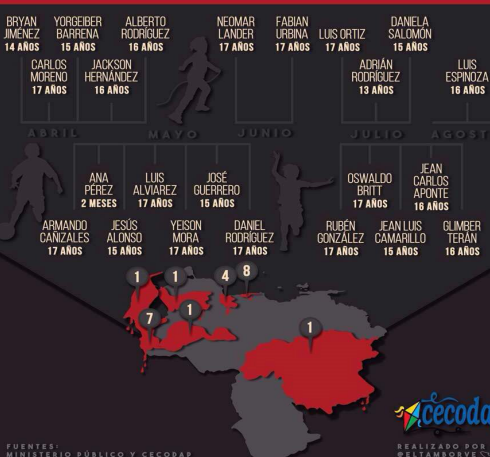 BRYAN JIMÉNEZ
14 AÑOS
YORGEIBER BARRENA
15 AÑOS
ALBERTO RODRÍGUEZ
16 AÑOS
NEOMAR LANDER
17 AÑOS
FABIAN URBINA
17 AÑOS
LUIS ORTIZ
17 AÑOS
DANIELA SALOMÓN
15 AÑOS
CARLOS MORENO
17 AÑOS
JACKSON HERNÁNDEZ
16 AÑOS
ADRIÁN RODRÍGUEZ
13 AÑOS
LUIS ESPINOZA
16 AÑOS
ABRIL MAYO JUNIO JULIO AGOST
ANA PÉREZ
2 MESES
LUIS ALVIAREZ
17 AÑOS
JOSÉ GUERRERO
15 AÑOS
OSWALDO BRITT
17 AÑOS
JEAN CARLOS APONTE
16 AÑOS
ARMANDO CAÑIZALES
17 AÑOS
JESÚS ALONSO
15 AÑOS
YEISON MORA
17 AÑOS
DANIEL RODRÍGUEZ
17 AÑOS
RUBÉN GONZÁLEZ
17 AÑOS
JEAN LUIS CAMARILLO
15 AÑOS
GLIMBER TERÁN
16 AÑOS
1 1 4 8
7 1 1
cecoda
FUENTES:
MINISTERIO PÚBLICO Y CECODAP
REALIZADO POR
@ELTAMBORVE